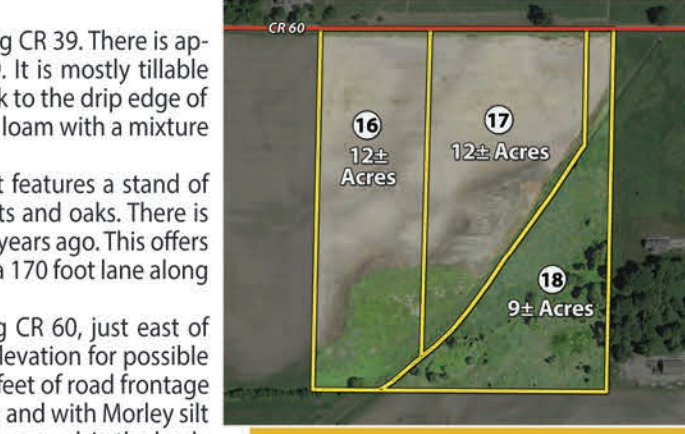 g CR 39. There is ap-
. It is mostly tillable
k to the drip edge of
loam with a mixture
t features a stand of
ts and oaks. There is
years ago. This offers
a 170 foot lane along
g CR 60, just east of
levation for possible
feet of road frontage
and with Morley silt
CR 60
16
12±
Acres
17
12± Acres
18
9± Acres